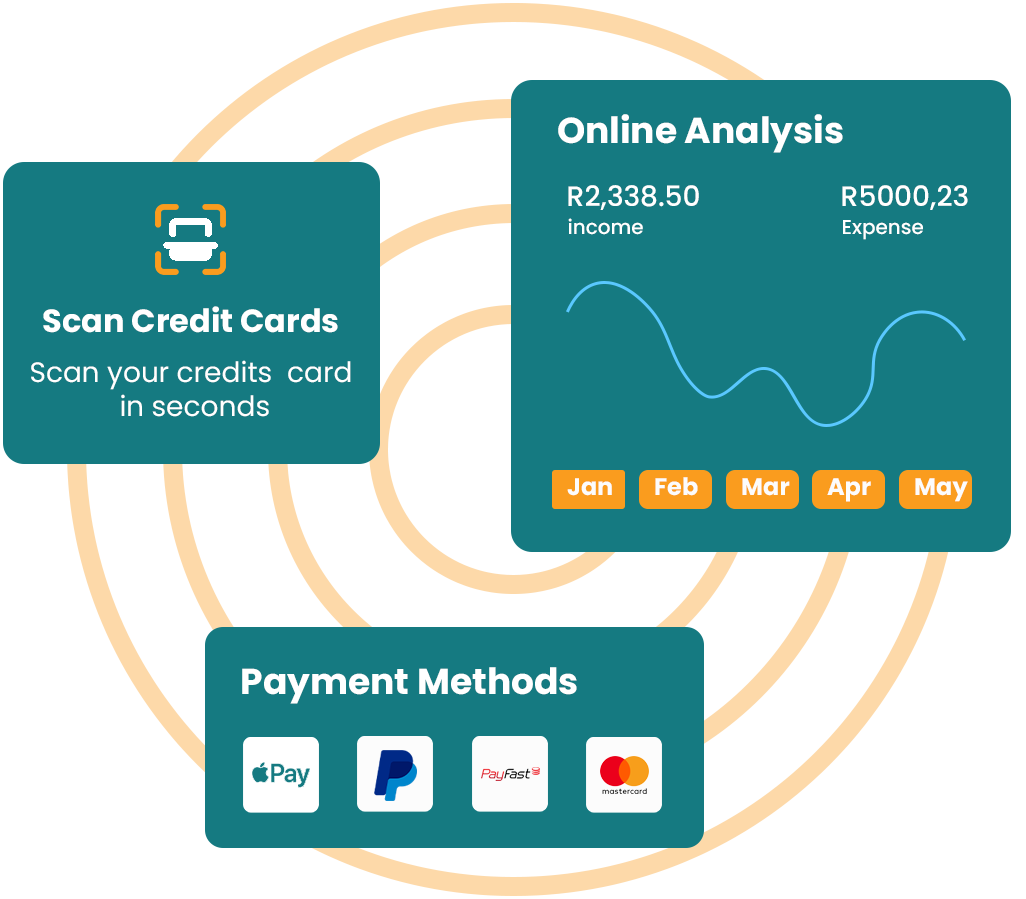 Online Analysis
R2,338.50
R5000,23
income
Expense
Scan Credit Cards
Scan your credits card
in seconds
Jan
Feb
Mar
Apr
May
Payment Methods
Pay
PayFast
mastercard